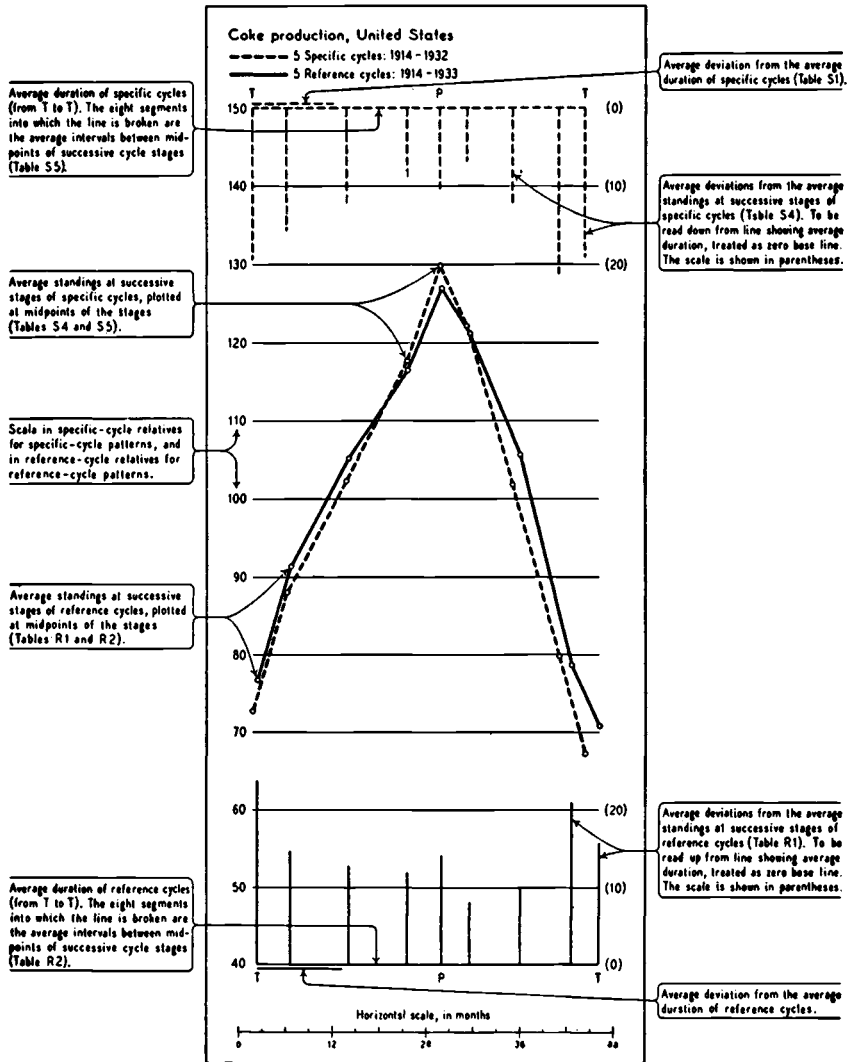 Coke production, United States
5 Specific cycles: 1914 - 1932
5 Reference cycles: 1914 - 1933
T
P
T
Average duration of specific cycles
(from T to T). The eight segments
into which the line is broken are
the average intervals between mid-
points of successive cycle stages
(Table S5).
Average deviation from the average
duration of specific cycles (Table S1).
Average deviations from the average
standings at successive stages of
specific cycles (Table S4). To be
read down from line showing average
duration, treated as zero base line.
The scale is shown in parentheses.
Average standings at successive
stages of specific cycles, plotted
at midpoints of the stages
(Tables S4 and S5).
Scala in specific-cycle relatives
for specific-cycle patterns, and
in reference-cycle relatives for
reference-cycle patterns.
Average standings at successive
stages of reference cycles, plotted
at midpoints of the stages
(Tables R1 and R2).
Average duration of reference cycles
(from T to T). The eight segments
into which the line is broken are
the average intervals between mid-
points of successive cycle stages
(Table R2).
Average deviations from the average
standings at successive stages of
reference cycles (Table R1). To be
read up from line showing average
duration, treated as zero base line.
The scale is shown in parentheses.
Average deviation from the average
durstion of reference cycles.
150
140
130
120
110
100
90
80
70
60
50
40
(0)
(10)
(20)
(20)
(10)
(0)
T
P
T
Horizontsl scale, in months
0 12 36